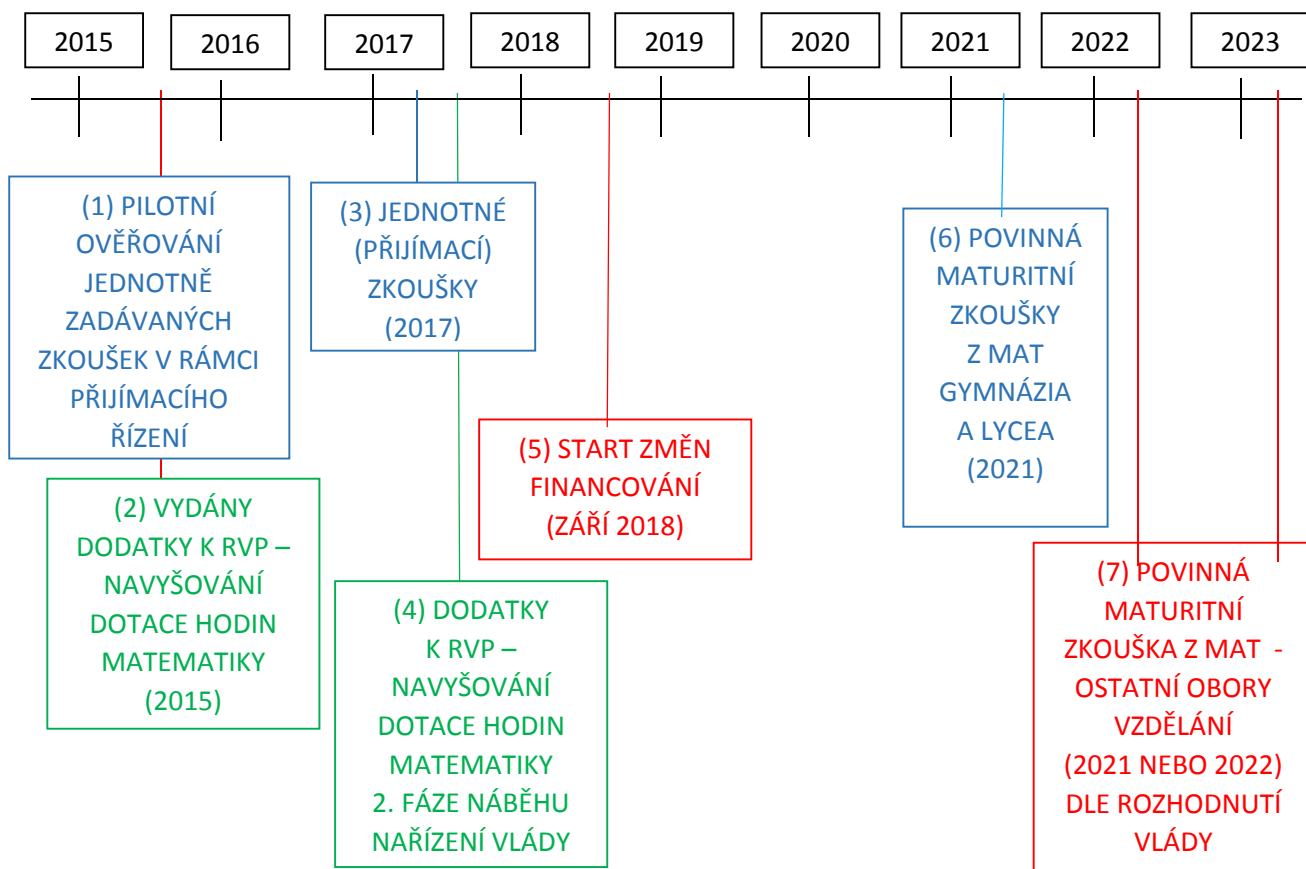 2015
2016
2017
2018
2019
2020
2021
2022
2023
(1) PILOTNÍ
OVĚŘOVÁNÍ
JEDNOTNĚ
ZADÁVANÝCH
ZKOUŠEK V RÁMCI
PŘIJÍMACÍHO
ŘÍZENÍ
(2) VYDÁNY
DODATKY K RVP –
NAVYŠOVÁNÍ
DOTACE HODIN
MATEMATIKY
(2015)
(3) JEDNOTNÉ
(PŘIJÍMACÍ)
ZKOUŠKY
(2017)
(4) DODATKY
K RVP –
NAVYŠOVÁNÍ
DOTACE HODIN
MATEMATIKY
2. FÁZE NÁBĚHU
NAŘÍZENÍ VLÁDY
(5) START ZMĚN
FINANCOVÁNÍ
(ZÁŘÍ 2018)
(6) POVINNÁ
MATURITNÍ
ZKOUŠKY
Z MAT
GYMNÁZIA
A LYCEA
(2021)
(7) POVINNÁ
MATURITNÍ
ZKOUŠKA Z MAT -
OSTATNÍ OBORY
VZDĚLÁNÍ
(2021 NEBO 2022)
DLE ROZHODNUTÍ
VLÁDY